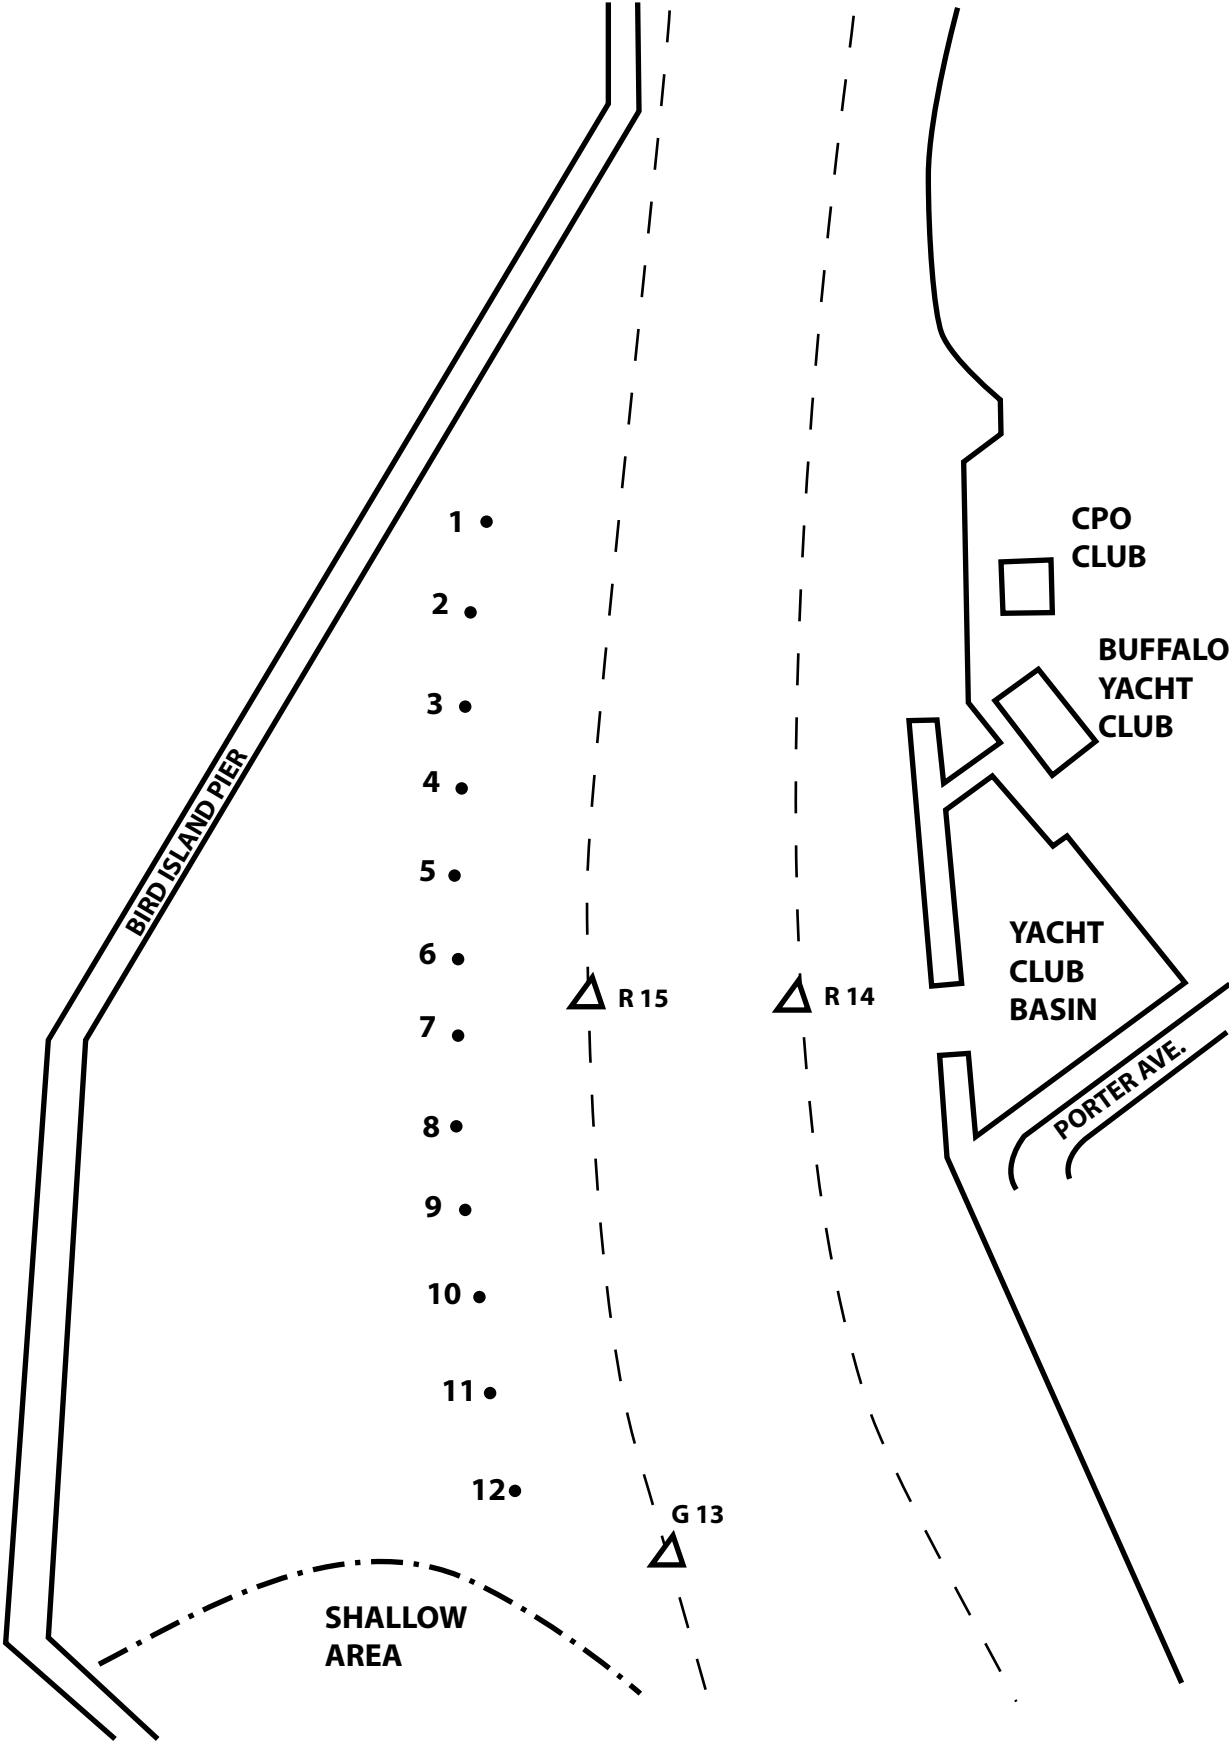 1
CPO
CLUB
2
BUFFALO
YACHT
CLUB
3
4
BIRD ISLAND PIER
5
6
YACHT
CLUB
BASIN
R 15
R 14
7
PORTER AVE.
8
9
10
11
12
G 13
SHALLOW
AREA